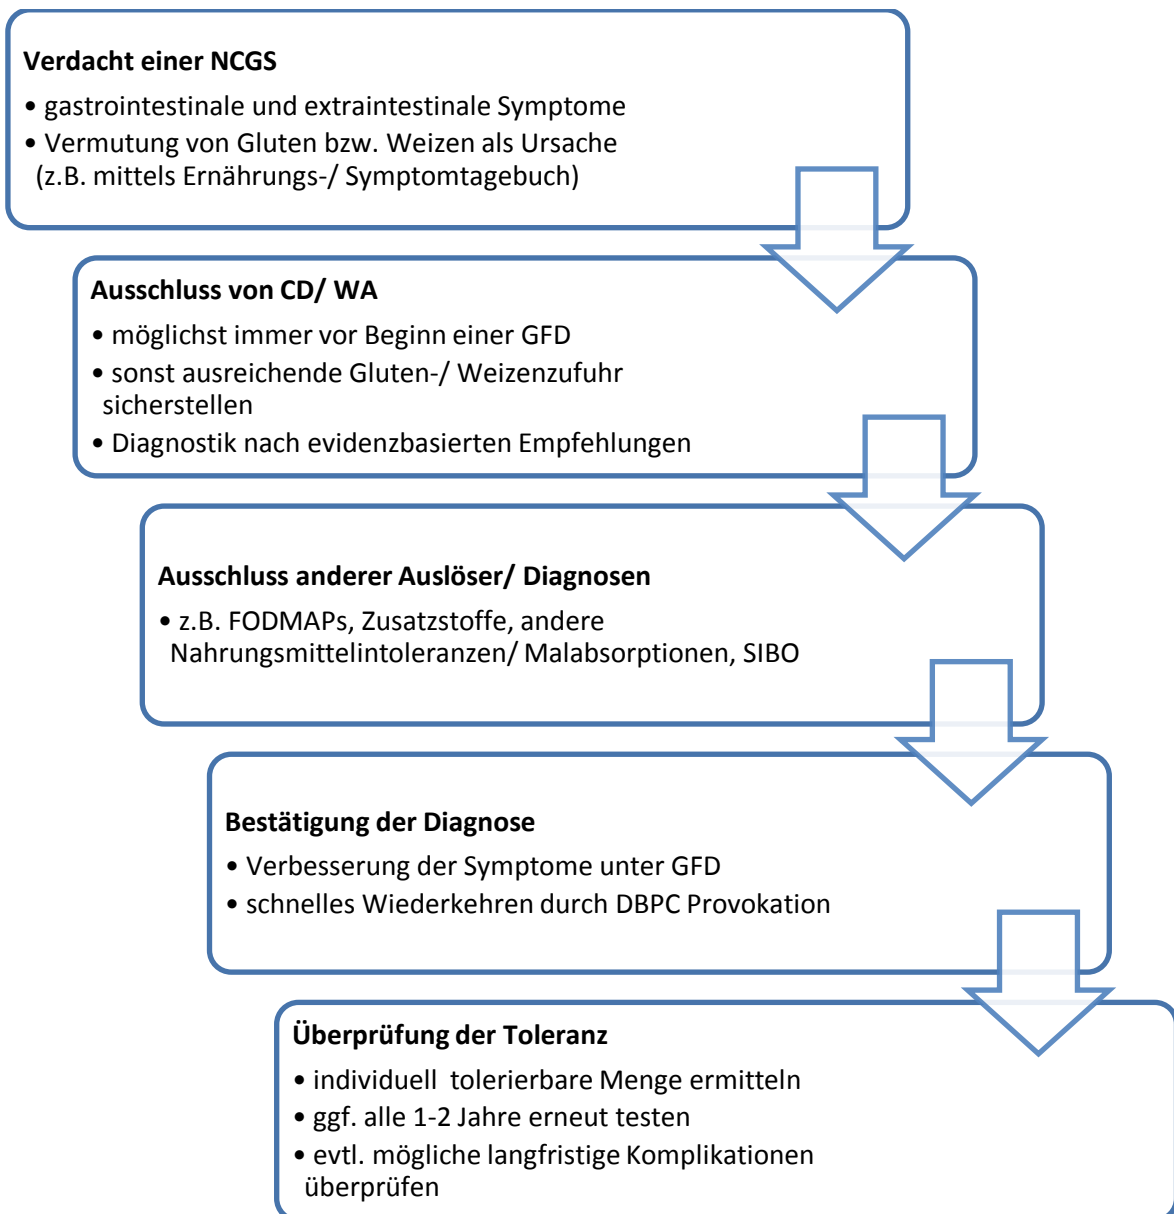 Verdacht einer NCGS
• gastrointestinale und extraintestinale Symptome
• Vermutung von Gluten bzw. Weizen als Ursache
(z.B. mittels Ernährungs-/ Symptomtagebuch)
Ausschluss von CD/ WA
• möglichst immer vor Beginn einer GFD
• sonst ausreichende Gluten-/ Weizenzufuhr
sicherstellen
• Diagnostik nach evidenzbasierten Empfehlungen
Ausschluss anderer Auslöser/ Diagnosen
• z.B. FODMAPs, Zusatzstoffe, andere
Nahrungsmittelintoleranzen/ Malabsorptionen, SIBO
Bestätigung der Diagnose
• Verbesserung der Symptome unter GFD
• schnelles Wiederkehren durch DBPC Provokation
Überprüfung der Toleranz
• individuell tolerierbare Menge ermitteln
• ggf. alle 1-2 Jahre erneut testen
• evtl. mögliche langfristige Komplikationen
überprüfen